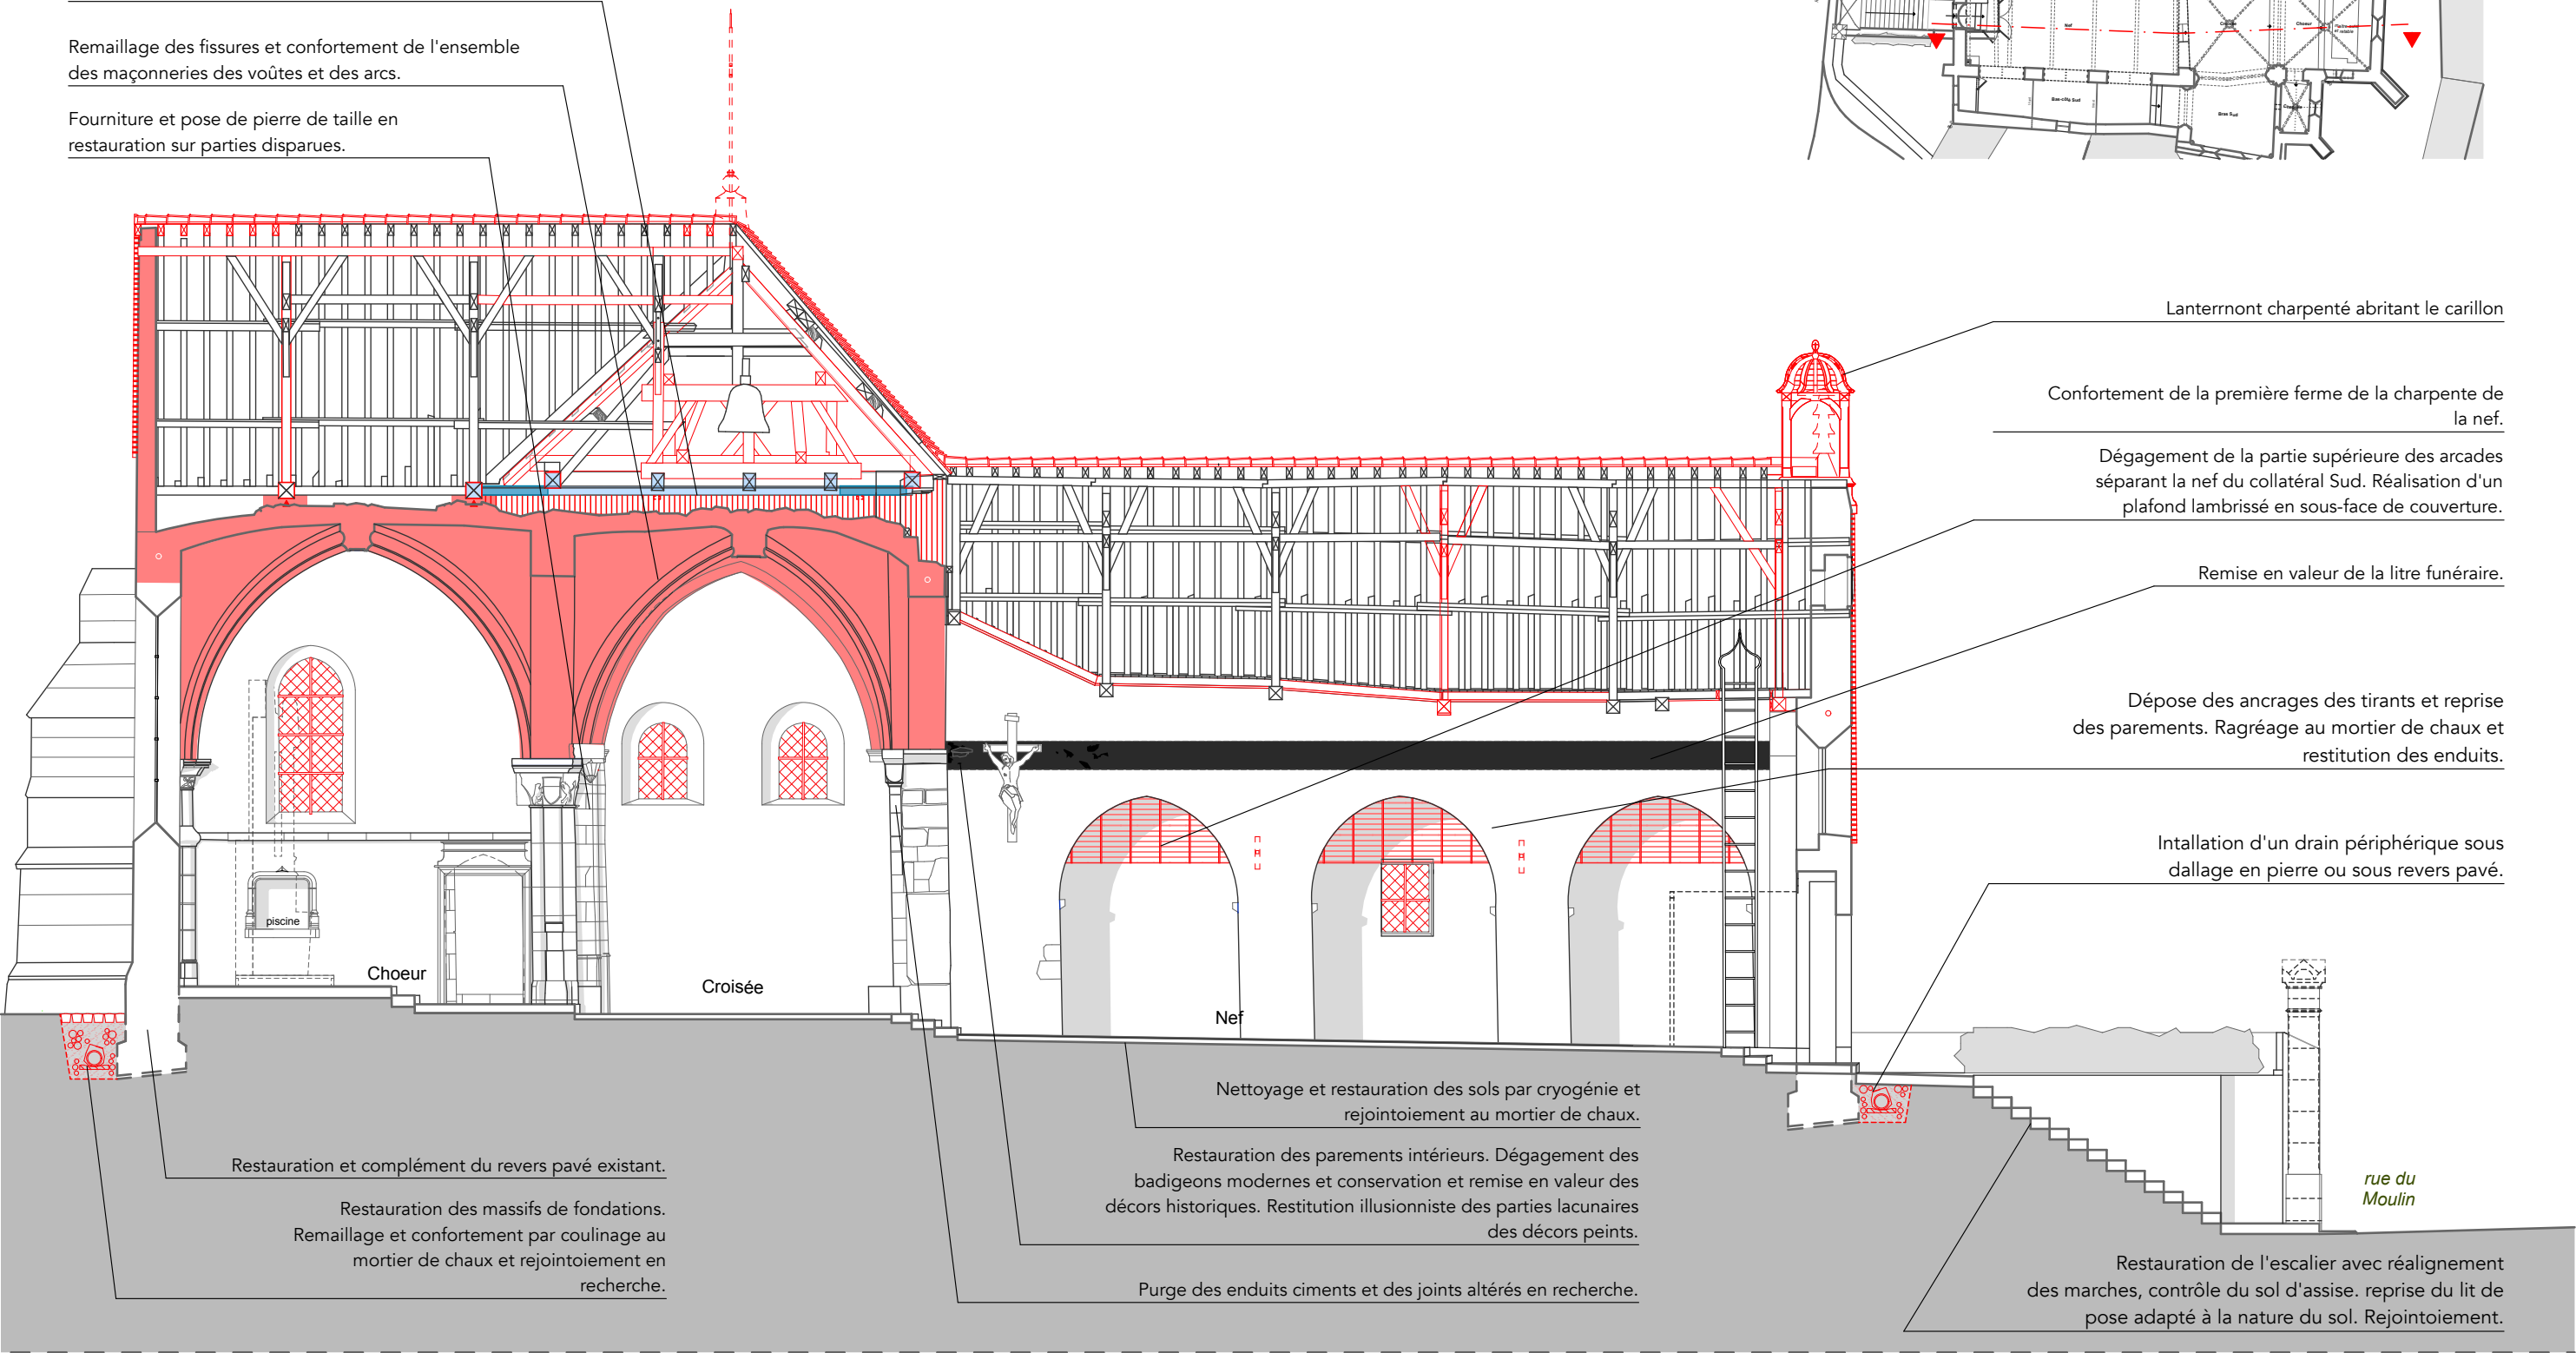 Remaillage des fissures et confortement de l'ensemble
des maçonneries des voûtes et des arcs.
Fourniture et pose de pierre de taille en
restauration sur parties disparues.
Nef
Choeur
Bas-côté Sud
Bras Sud
Lanterrnont charpenté abritant le carillon
Confortement de la première ferme de la charpente de
la nef.
Dégagement de la partie supérieure des arcades
séparant la nef du collatéral Sud. Réalisation d'un
plafond lambrissé en sous-face de couverture.
Remise en valeur de la litre funéraire.
Dépose des ancrages des tirants et reprise
des parements. Ragréage au mortier de chaux et
restitution des enduits.
Intallation d'un drain périphérique sous
dallage en pierre ou sous revers pavé.
piscine
Choeur
Croisée
Nef
Nettoyage et restauration des sols par cryogénie et
rejointoiement au mortier de chaux.
Restauration des parements intérieurs. Dégagement des
badigeons modernes et conservation et remise en valeur des
décors historiques. Restitution illusionniste des parties lacunaires
des décors peints.
Purge des enduits ciments et des joints altérés en recherche.
Restauration et complément du revers pavé existant.
Restauration des massifs de fondations.
Remaillage et confortement par coulinage au
mortier de chaux et rejointoiement en
recherche.
rue du
Moulin
Restauration de l'escalier avec réalignement
des marches, contrôle du sol d'assise. reprise du lit de
pose adapté à la nature du sol. Rejointoiement.